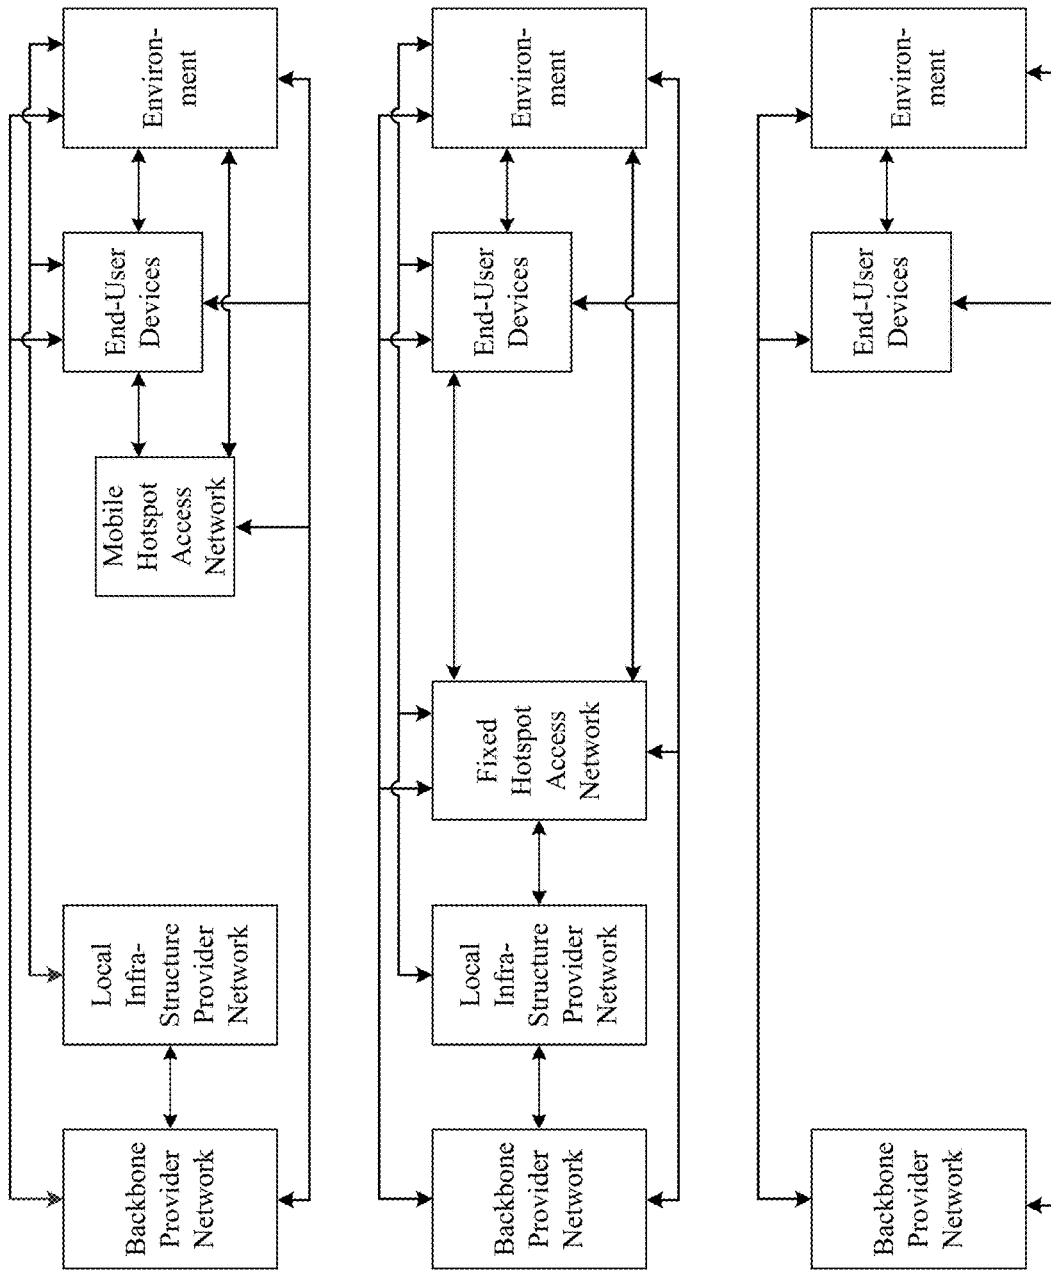 Backbone
Provider
Network
Local
Infra-
Structure
Provider
Network
Mobile
Hotspot
Access
Network
End-User
Devices
Environ-
ment
Backbone
Provider
Network
Local
Infra-
Structure
Provider
Network
Fixed
Hotspot
Access
Network
End-User
Devices
Environ-
ment
Backbone
Provider
Network
End-User
Devices
Environ-
ment